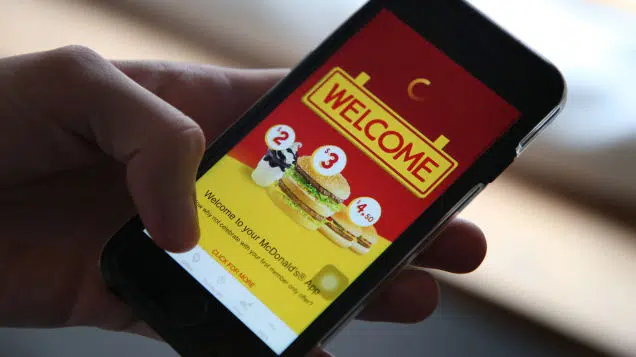 WELCOME
$2
$3
$4.50
Welcome to your McDonald's® App
why not celebrate with your first member only offer?
CLICK FOR MORE